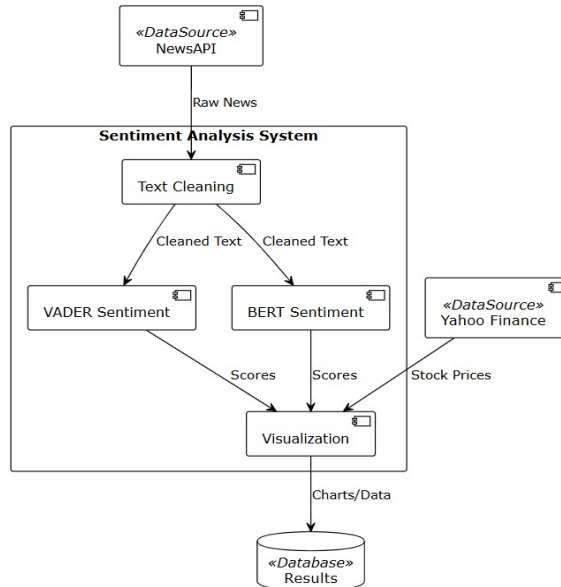 «DataSource»
NewsAPI
Raw News
Sentiment Analysis System
Text Cleaning
Cleaned Text
Cleaned Text
VADER Sentiment
BERT Sentiment
«DataSource»
Yahoo Finance
Scores
Scores
Stock Prices
Visualization
Charts/Data
«Database»
Results